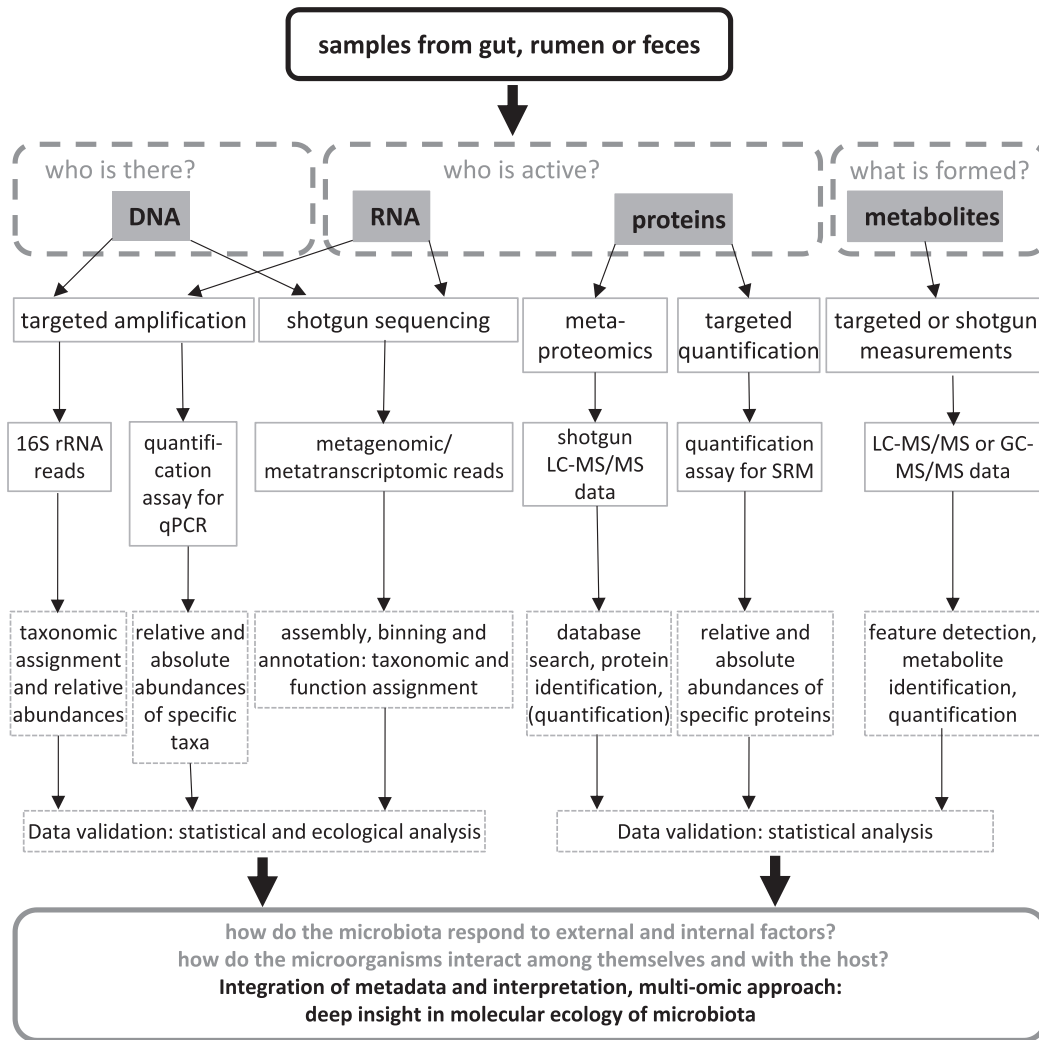 samples from gut, rumen or feces
who is there?
who is active?
what is formed?
DNA
RNA
proteins
metabolites
targeted amplification
shotgun sequencing
meta-
proteomics
targeted
quantification
targeted or shotgun
measurements
16S rRNA
reads
quantifi-
cation
assay for
qPCR
metagenomic/
metatranscriptomic reads
shotgun
LC-MS/MS
data
quantification
assay for SRM
LC-MS/MS or GC-
MS/MS data
taxonomic
assignment
and relative
abundances
relative and
absolute
abundances
of specific
taxa
assembly, binning and
annotation: taxonomic and
function assignment
database
search, protein
identification,
(quantification)
relative and
absolute
abundances of
specific proteins
feature detection,
metabolite
identification,
quantification
Data validation: statistical and ecological analysis
Data validation: statistical analysis
how do the microbiota respond to external and internal factors?
how do the microorganisms interact among themselves and with the host?
Integration of metadata and interpretation, multi-omic approach:
deep insight in molecular ecology of microbiota